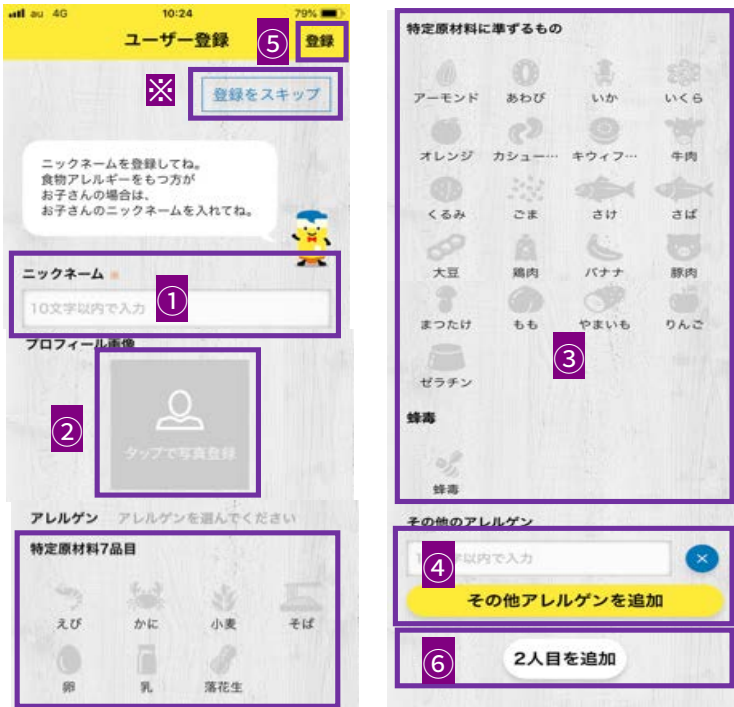 au 4G 10:24 79%
ユーザー登録 ⑤ 登録
※ 登録をスキップ
ニックネームを登録してね。
食物アレルギーをもつ方が
お子さんの場合は、
お子さんのニックネームを入れてね。
ニックネーム ※
10文字以内で入力 ①
プロフィール画像
②
タップで写真登録
アレルゲン アレルゲンを選んでください
特定原材料7品目
えび かに 小麦 そば
卵 乳 落花生
特定原材料に準ずるもの
アーモンド あわび いか いくら
オレンジ カシュー… キウィフ… 牛肉
くるみ ごま さけ さば
大豆 鶏肉 バナナ 豚肉
まつたけ もも やまいも りんご
③
ゼラチン
蜂毒
蜂毒
その他のアレルゲン
④ 文字以内で入力 ×
その他アレルゲンを追加
⑥ 2人目を追加